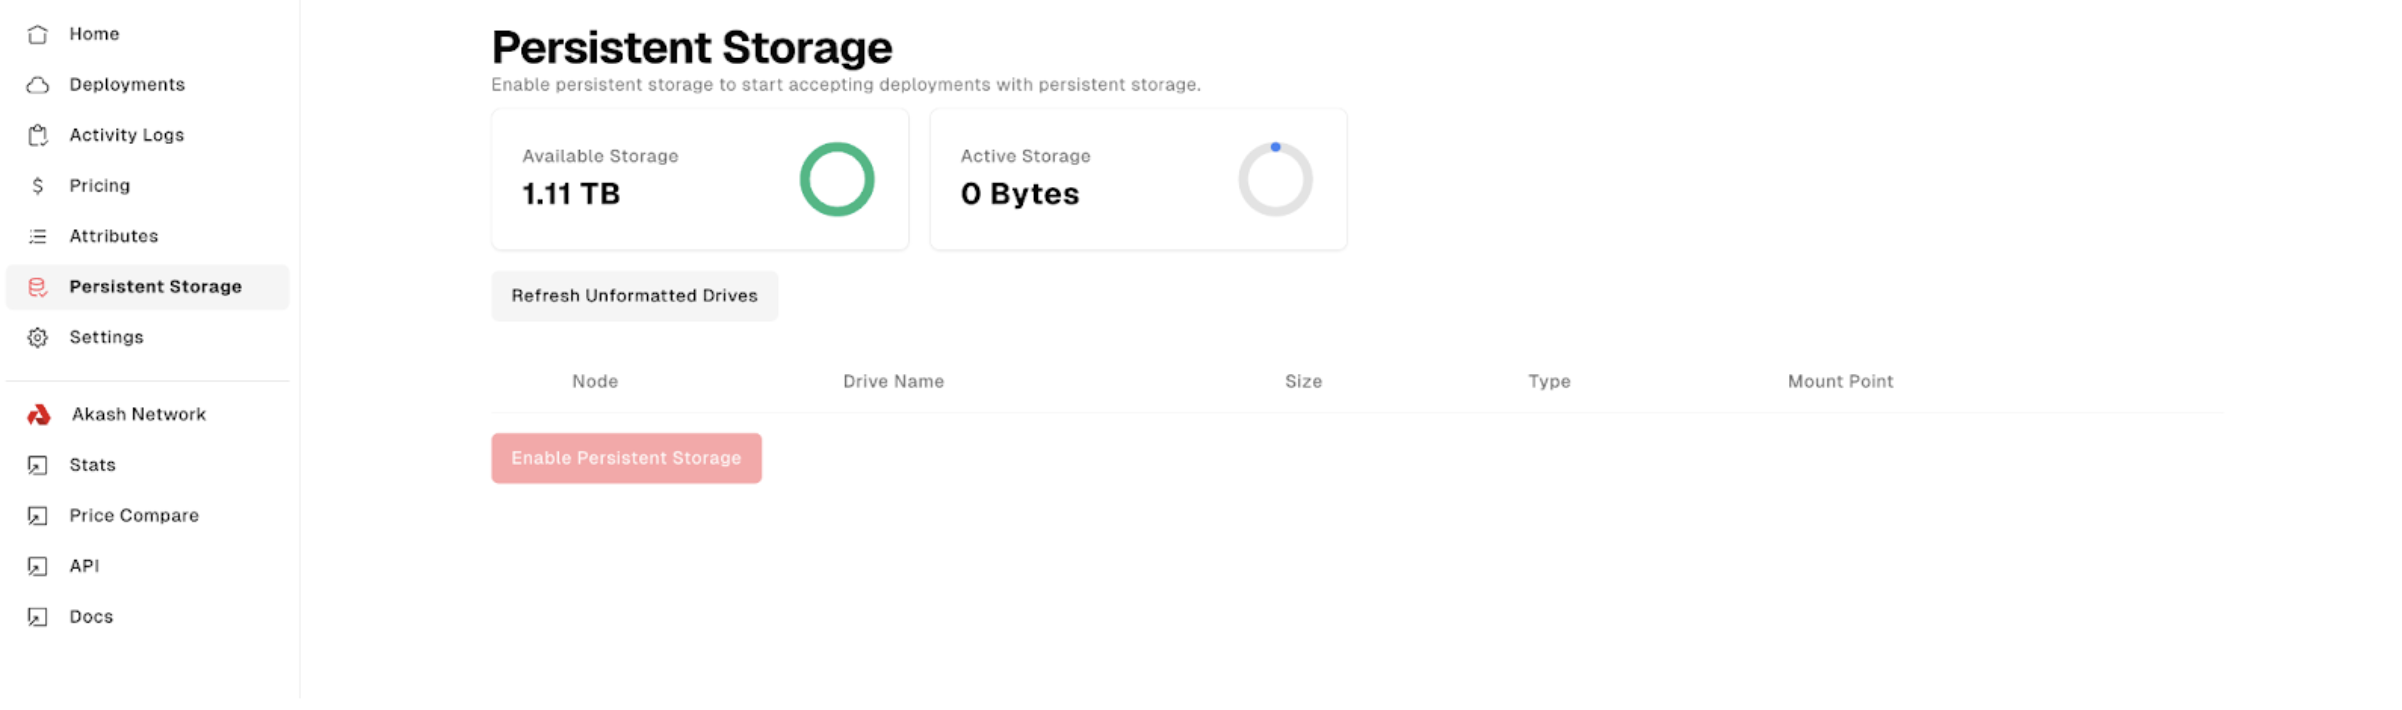 Home
Deployments
Activity Logs
Pricing
Attributes
Persistent Storage
Settings
Akash Network
Stats
Price Compare
API
Docs
Persistent Storage
Enable persistent storage to start accepting deployments with persistent storage.
Available Storage
1.11 TB
Active Storage
0 Bytes
Refresh Unformatted Drives
Node Drive Name Size Type Mount Point
Enable Persistent Storage